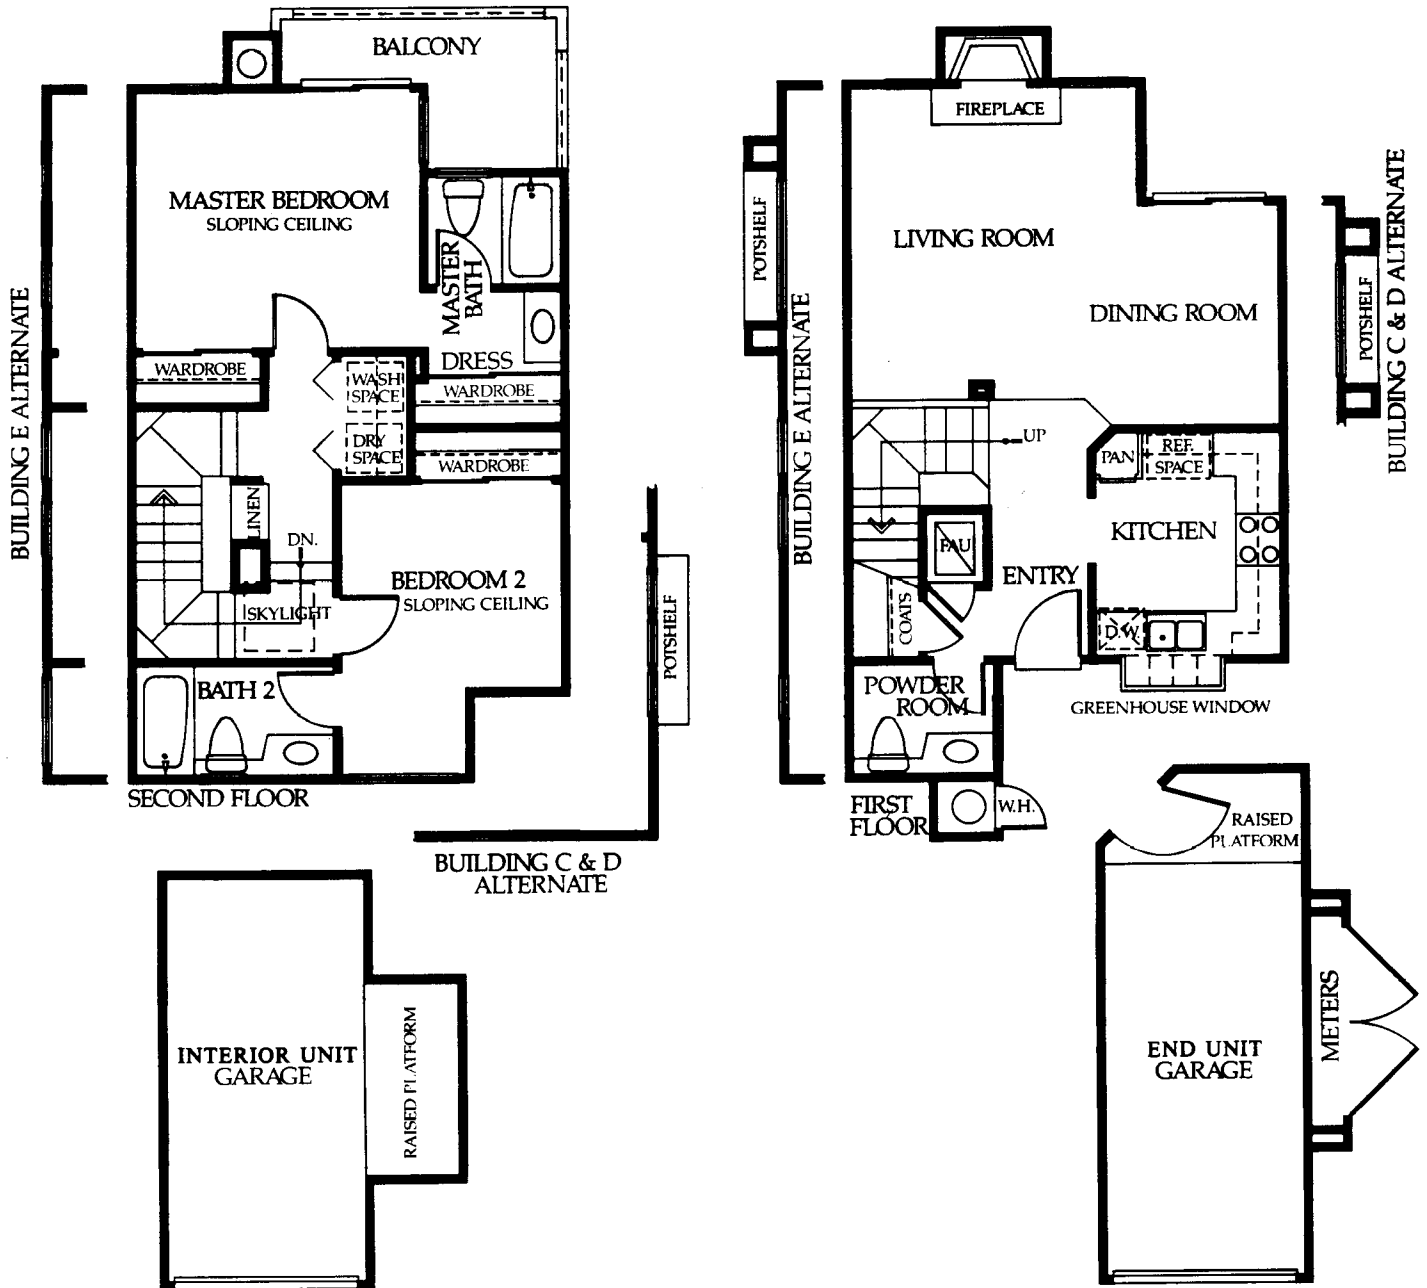 BALCONY
MASTER BEDROOM
SLOPING CEILING
MASTER
BATH
DRESS
WARDROBE
WASH
SPACE
WARDROBE
DRY
SPACE
WARDROBE
LINEN
DN.
SKYLIGHT
BEDROOM 2
SLOPING CEILING
BATH 2
SECOND FLOOR
BUILDING E ALTERNATE
POTSHELF
BUILDING C & D
ALTERNATE
FIREPLACE
LIVING ROOM
DINING ROOM
POTSHELF
BUILDING E ALTERNATE
POTSHELF
BUILDING C & D ALTERNATE
UP
PAN
REF.
SPACE
KITCHEN
FAU
ENTRY
COATS
D.W.
POWDER
ROOM
GREENHOUSE WINDOW
FIRST
FLOOR
W.H.
RAISED
PLATFORM
INTERIOR UNIT
GARAGE
RAISED PLATFORM
END UNIT
GARAGE
METERS